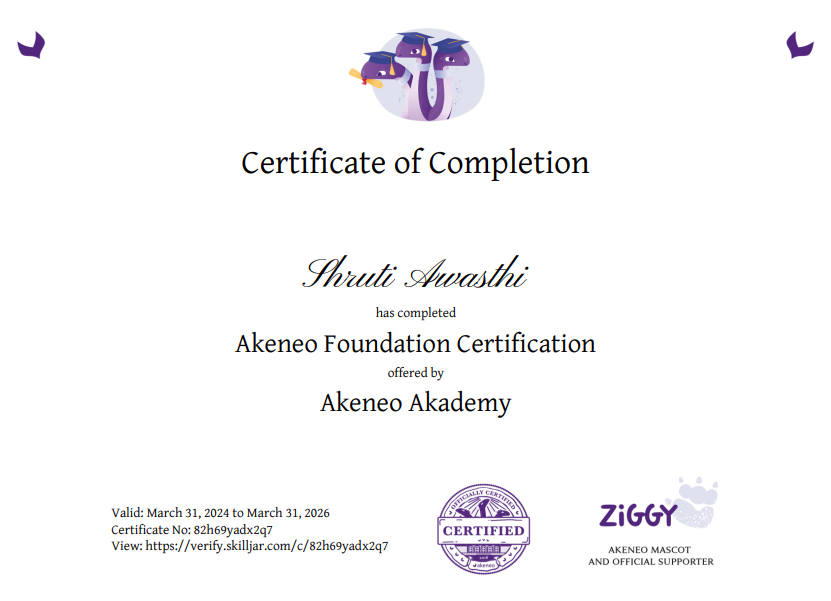 Certificate of Completion
Shruti Awasthi
has completed
Akeneo Foundation Certification
offered by
Akeneo Akademy
Valid: March 31, 2024 to March 31, 2026
Certificate No: 82h69yadx2q7
View: https://verify.skilljar.com/c/82h69yadx2q7
OFFICIALLY CERTIFIED
CERTIFIED
akeneo
ZiGGY
AKENEO MASCOT
AND OFFICIAL SUPPORTER